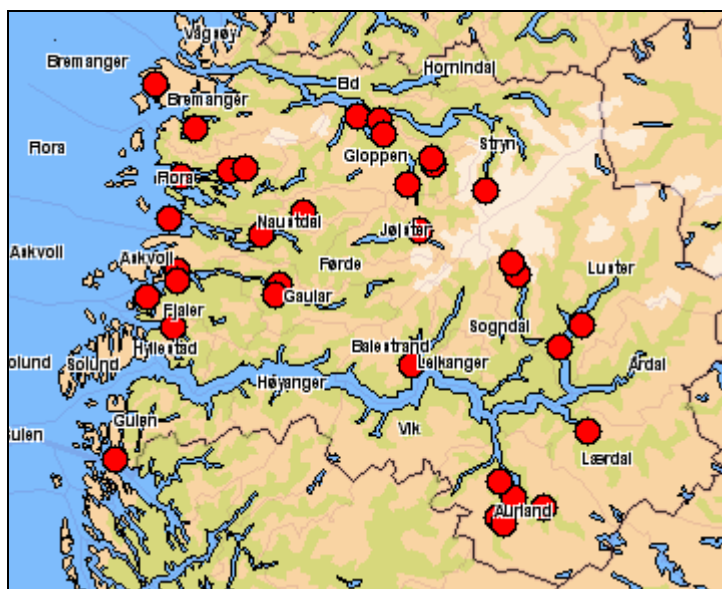 Vågsøy
Bremanger
Hornindal
Eid
Bremanger
Stryn
Flora
Gloppen
Flora
Naustdal
Jølster
Askvoll
Askvoll
Førde
Luster
Gaular
Fjaler
Sogndal
Hyllestad
Balestrand
Leikanger
Solund
Solund
Årdal
Høyanger
Gulen
Vik
Gulen
Lærdal
Aurland